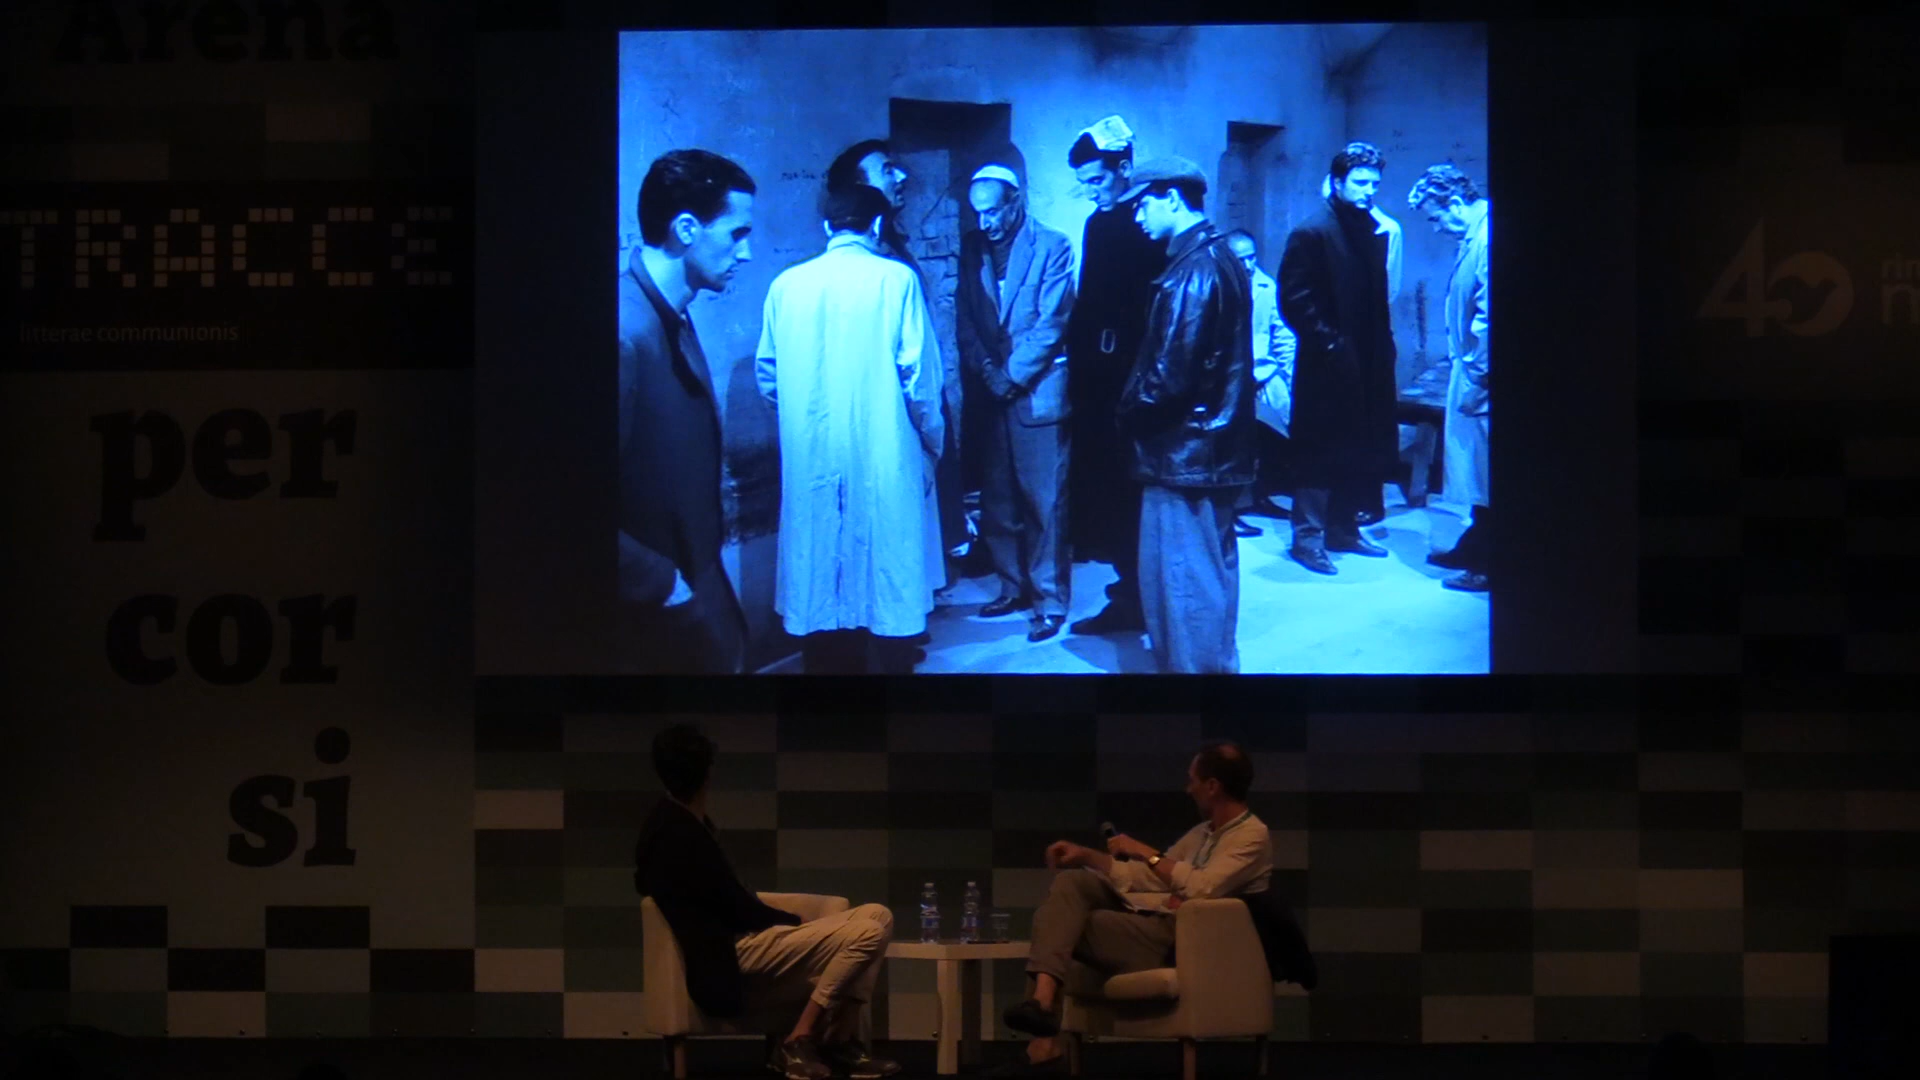 Arena
TRACCE
litterae communionis
per
cor
si
40